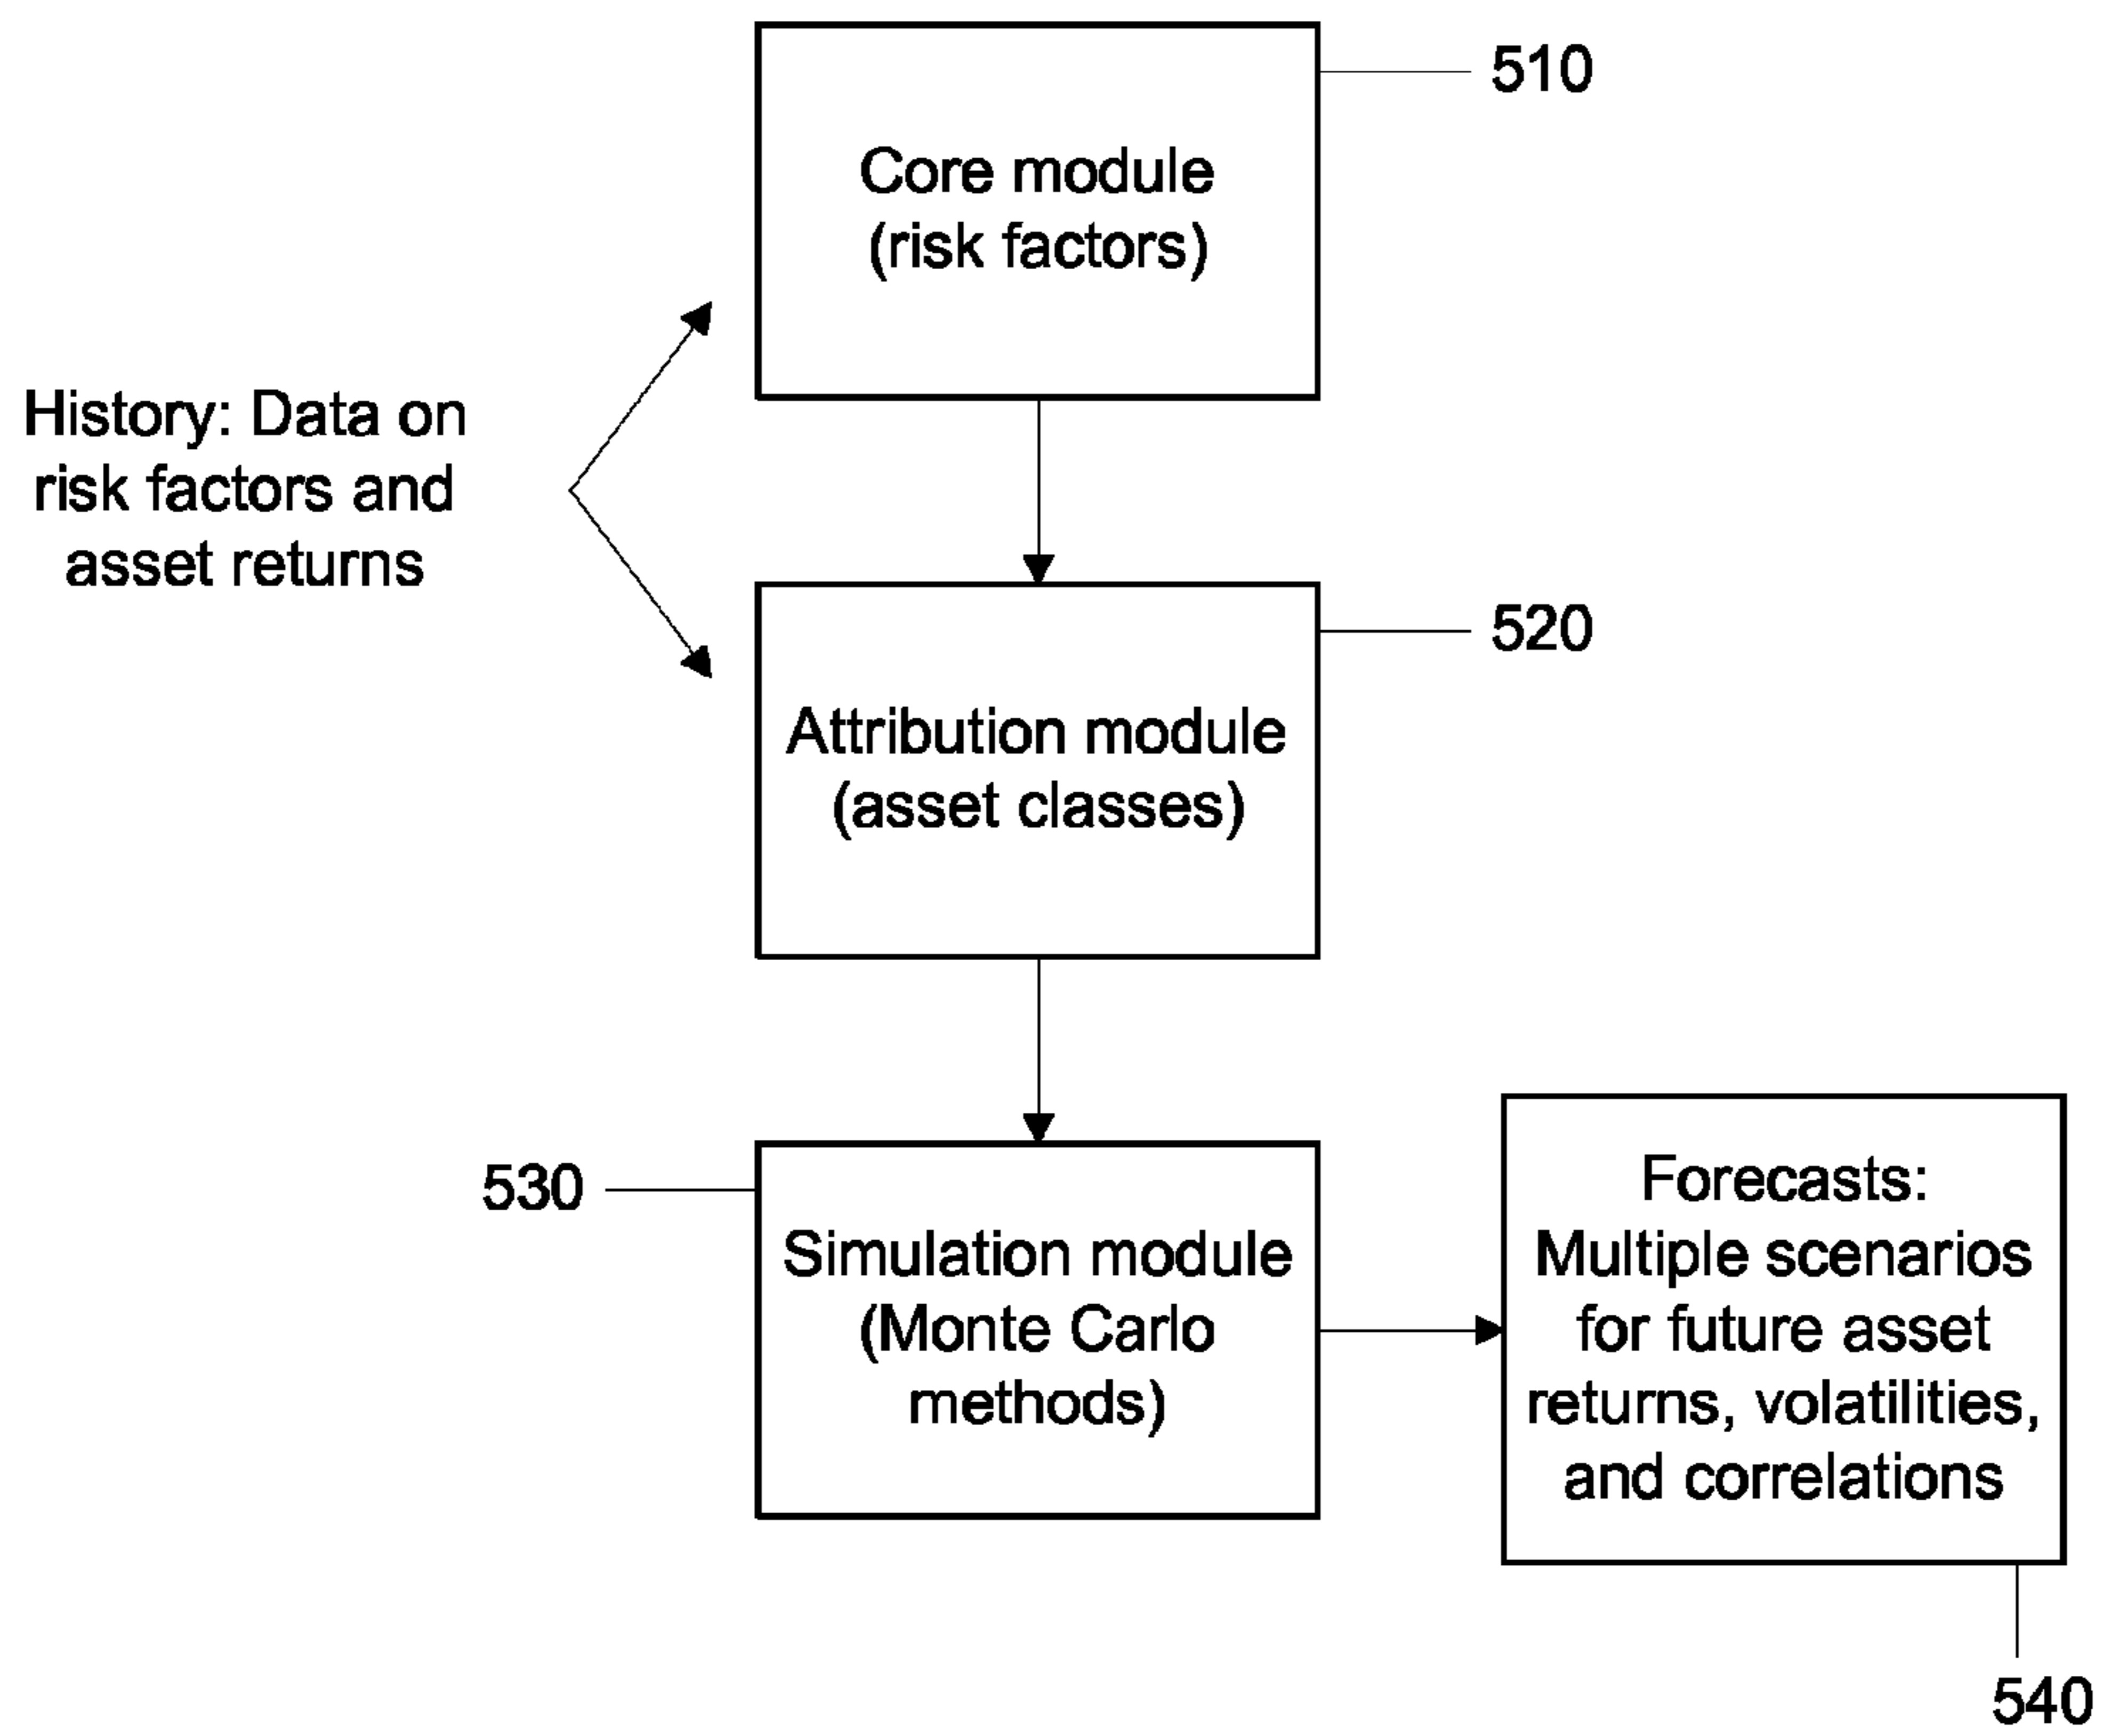 510
Core module
(risk factors)
History: Data on
risk factors and
asset returns
520
Attribution module
(asset classes)
530
Simulation module
(Monte Carlo
methods)
Forecasts:
Multiple scenarios
for future asset
returns, volatilities,
and correlations
540